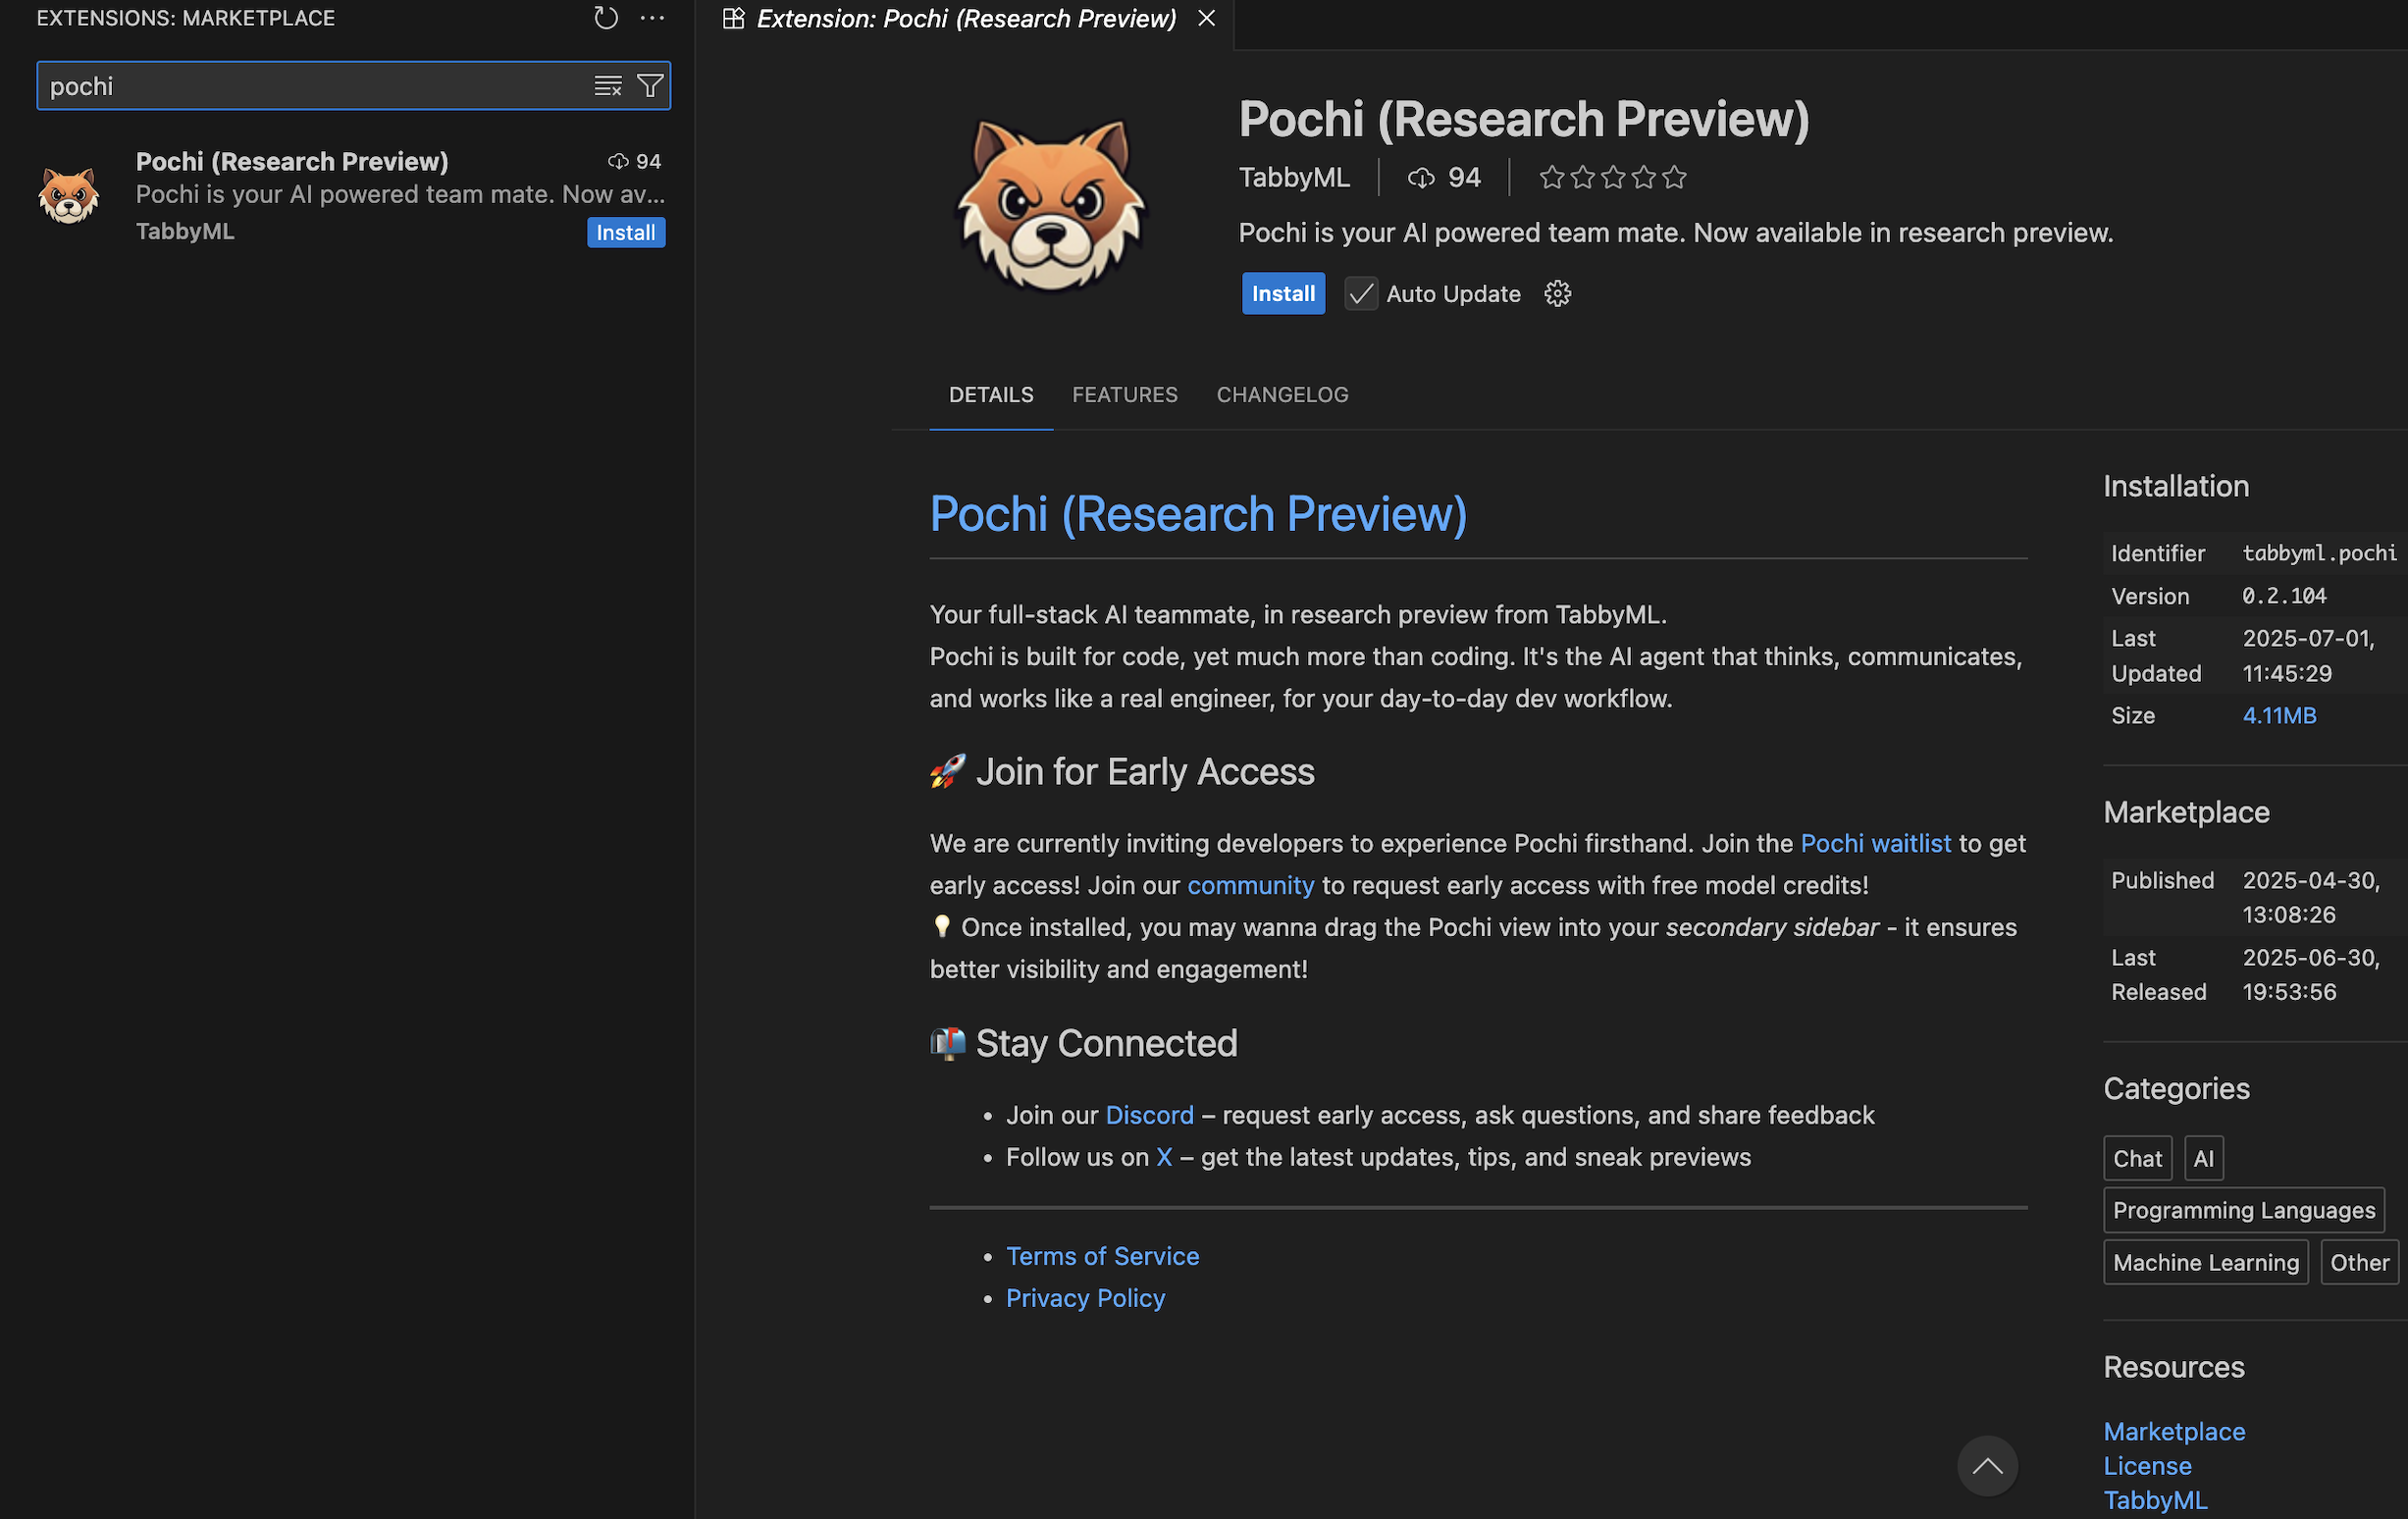 EXTENSIONS: MARKETPLACE
pochi
Pochi (Research Preview)
94
Pochi is your AI powered team mate. Now av...
TabbyML
Install
Extension: Pochi (Research Preview)
Pochi (Research Preview)
TabbyML
94
Pochi is your AI powered team mate. Now available in research preview.
Install
Auto Update
DETAILS
FEATURES
CHANGELOG
Pochi (Research Preview)
Your full-stack AI teammate, in research preview from TabbyML.
Pochi is built for code, yet much more than coding. It's the AI agent that thinks, communicates,
and works like a real engineer, for your day-to-day dev workflow.
🚀 Join for Early Access
We are currently inviting developers to experience Pochi firsthand. Join the Pochi waitlist to get
early access! Join our community to request early access with free model credits!
💡 Once installed, you may wanna drag the Pochi view into your secondary sidebar - it ensures
better visibility and engagement!
📬 Stay Connected
• Join our Discord – request early access, ask questions, and share feedback
• Follow us on X – get the latest updates, tips, and sneak previews
• Terms of Service
• Privacy Policy
Installation
Identifier tabbyml.pochi
Version 0.2.104
Last 2025-07-01,
Updated 11:45:29
Size 4.11MB
Marketplace
Published 2025-04-30,
13:08:26
Last 2025-06-30,
Released 19:53:56
Categories
Chat AI
Programming Languages
Machine Learning Other
Resources
Marketplace
License
TabbyML